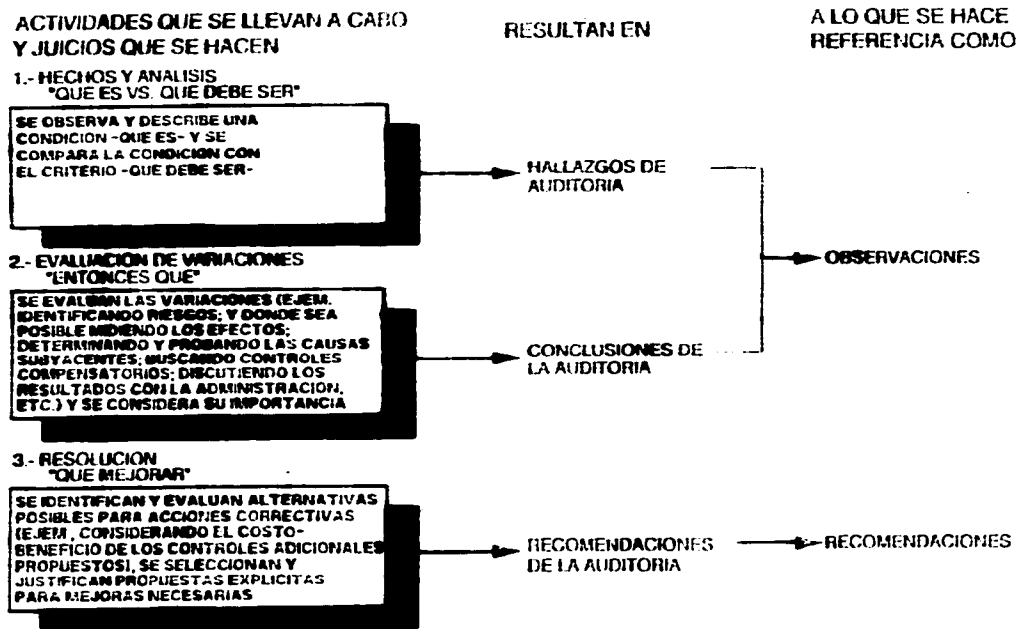 ACTIVIDADES QUE SE LLEVAN A CABO
Y JUICIOS QUE SE HACEN
RESULTAN EN
A LO QUE SE HACE
REFERENCIA COMO
1.- HECHOS Y ANALISIS
"QUE ES VS. QUE DEBE SER"
SE OBSERVA Y DESCRIBE UNA
CONDICION -QUE ES- Y SE
COMPARA LA CONDICION CON
EL CRITERIO -QUE DEBE SER-
HALLAZGOS DE
AUDITORIA
OBSERVACIONES
2.- EVALUACION DE VARIACIONES
"ENTONCES QUE"
SE EVALUAN LAS VARIACIONES (EJEM.
IDENTIFICANDO RIESGOS; Y DONDE SEA
POSIBLE MIDIENDO LOS EFECTOS;
DETERMINANDO Y PROBANDO LAS CAUSAS
SUBYACENTES; BUSCANDO CONTROLES
COMPENSATORIOS; DISCUTIENDO LOS
RESULTADOS CON LA ADMINISTRACION,
ETC.) Y SE CONSIDERA SU IMPORTANCIA
CONCLUSIONES DE
LA AUDITORIA
3.- RESOLUCION
"QUE MEJORAR"
SE IDENTIFICAN Y EVALUAN ALTERNATIVAS
POSIBLES PARA ACCIONES CORRECTIVAS
(EJEM, CONSIDERANDO EL COSTO-
BENEFICIO DE LOS CONTROLES ADICIONALES
PROPUESTOS), SE SELECCIONAN Y
JUSTIFICAN PROPUESTAS EXPLICITAS
PARA MEJORAS NECESARIAS
RECOMENDACIONES
DE LA AUDITORIA
RECOMENDACIONES